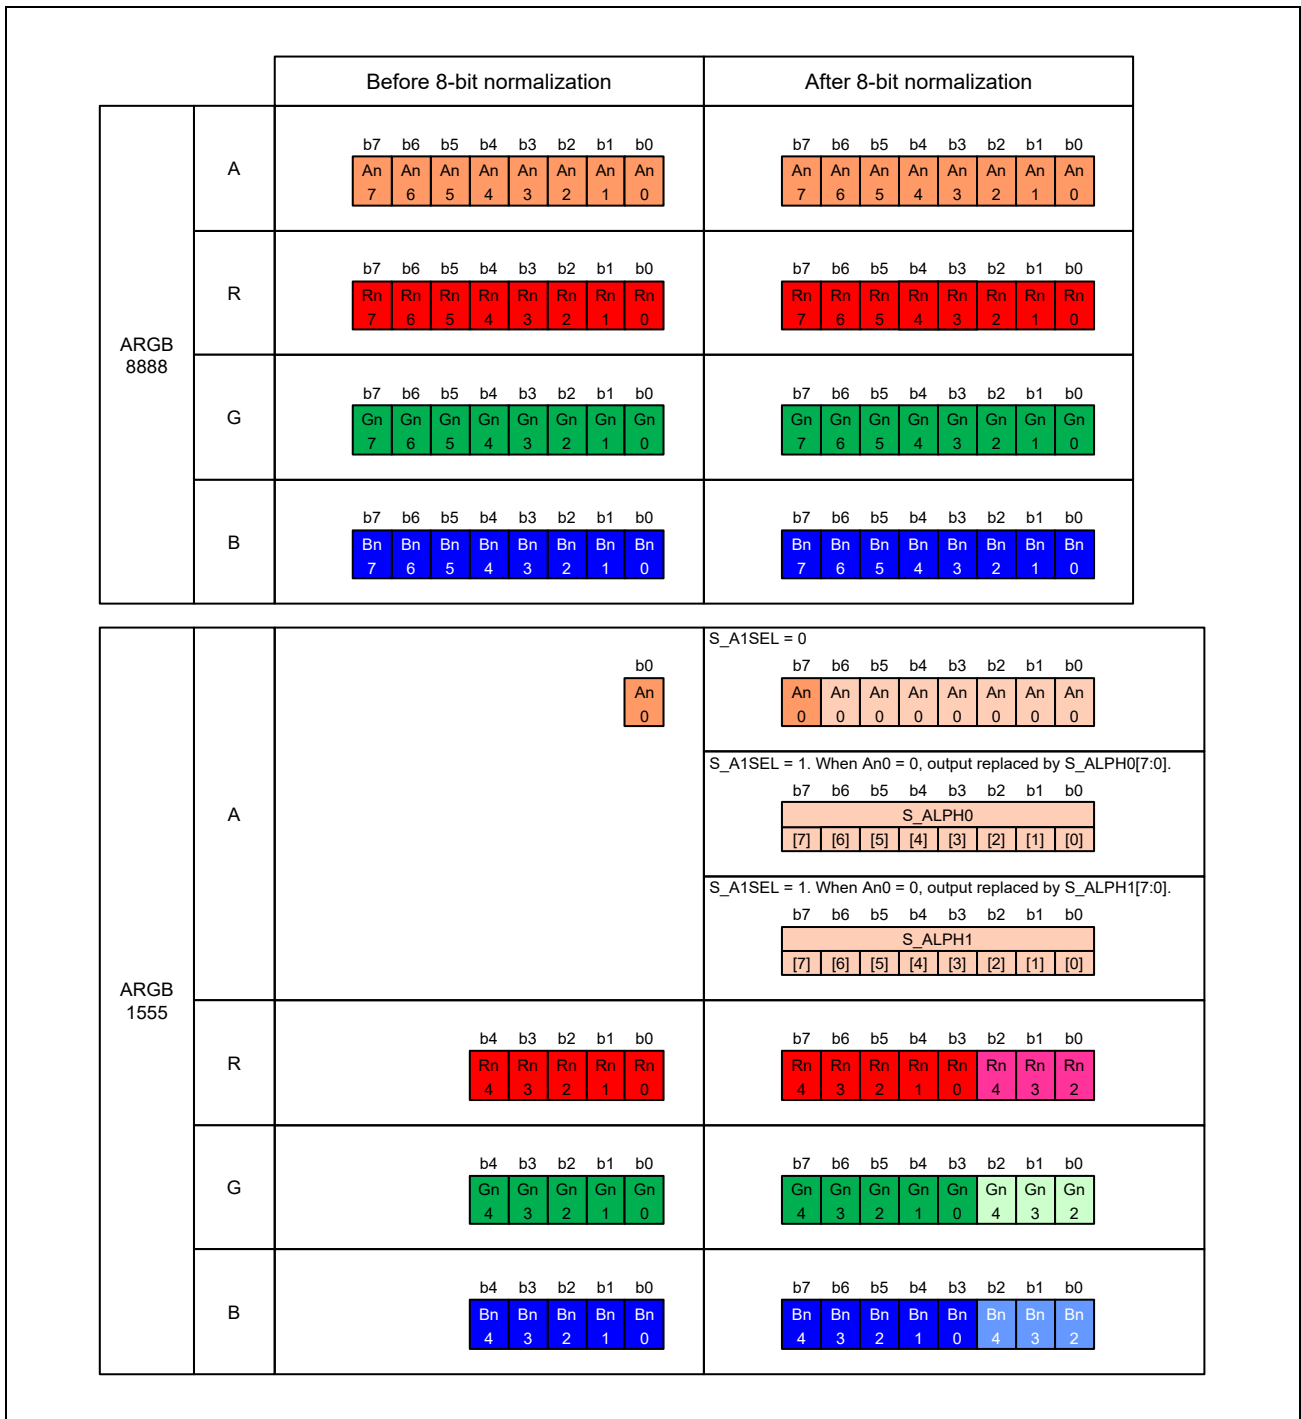 Before 8-bit normalization After 8-bit normalization
ARGB
8888
A
b7 b6 b5 b4 b3 b2 b1 b0 b7 b6 b5 b4 b3 b2 b1 b0
An An An An An An An An An An An An An An An An
7 6 5 4 3 2 1 0 7 6 5 4 3 2 1 0
R
b7 b6 b5 b4 b3 b2 b1 b0 b7 b6 b5 b4 b3 b2 b1 b0
Rn Rn Rn Rn Rn Rn Rn Rn Rn Rn Rn Rn Rn Rn Rn Rn
7 6 5 4 3 2 1 0 7 6 5 4 3 2 1 0
G
b7 b6 b5 b4 b3 b2 b1 b0 b7 b6 b5 b4 b3 b2 b1 b0
Gn Gn Gn Gn Gn Gn Gn Gn Gn Gn Gn Gn Gn Gn Gn Gn
7 6 5 4 3 2 1 0 7 6 5 4 3 2 1 0
B
b7 b6 b5 b4 b3 b2 b1 b0 b7 b6 b5 b4 b3 b2 b1 b0
Bn Bn Bn Bn Bn Bn Bn Bn Bn Bn Bn Bn Bn Bn Bn Bn
7 6 5 4 3 2 1 0 7 6 5 4 3 2 1 0
ARGB
1555
A
S_A1SEL = 0
b0 b7 b6 b5 b4 b3 b2 b1 b0
An An An An An An An An An
0 0 0 0 0 0 0 0 0
S_A1SEL = 1. When An0 = 0, output replaced by S_ALPH0[7:0].
b7 b6 b5 b4 b3 b2 b1 b0
S_ALPH0
[7] [6] [5] [4] [3] [2] [1] [0]
S_A1SEL = 1. When An0 = 0, output replaced by S_ALPH1[7:0].
b7 b6 b5 b4 b3 b2 b1 b0
S_ALPH1
[7] [6] [5] [4] [3] [2] [1] [0]
R
b4 b3 b2 b1 b0 b7 b6 b5 b4 b3 b2 b1 b0
Rn Rn Rn Rn Rn Rn Rn Rn Rn Rn Rn Rn Rn
4 3 2 1 0 4 3 2 1 0 4 3 2
G
b4 b3 b2 b1 b0 b7 b6 b5 b4 b3 b2 b1 b0
Gn Gn Gn Gn Gn Gn Gn Gn Gn Gn Gn Gn Gn
4 3 2 1 0 4 3 2 1 0 4 3 2
B
b4 b3 b2 b1 b0 b7 b6 b5 b4 b3 b2 b1 b0
Bn Bn Bn Bn Bn Bn Bn Bn Bn Bn Bn Bn Bn
4 3 2 1 0 4 3 2 1 0 4 3 2